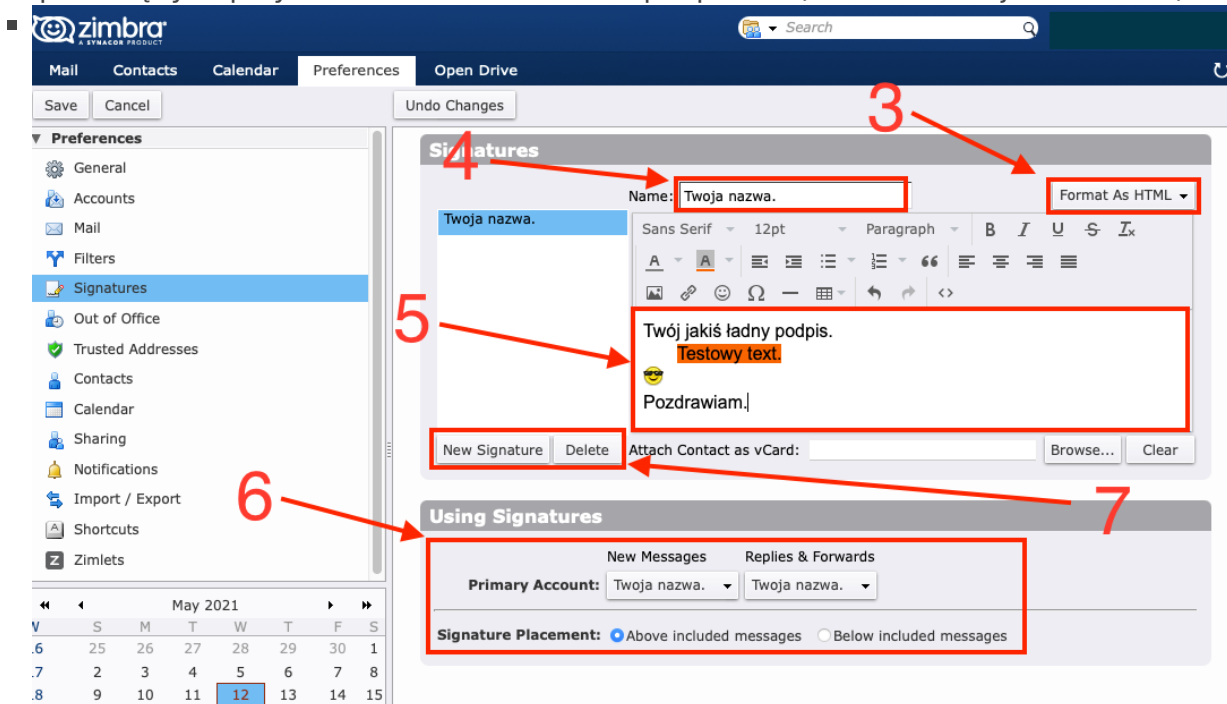 zimbra
A SYNACOR PRODUCT
Search
Mail Contacts Calendar Preferences Open Drive
Save Cancel Undo Changes
3
Preferences
General
Accounts
Mail
Filters
Signatures
Out of Office
Trusted Addresses
Contacts
Calendar
Sharing
Notifications
Import / Export
Shortcuts
Zimlets
Signatures
4
Name: Twoja nazwa. Format As HTML
Twoja nazwa.
Sans Serif 12pt Paragraph B I U S Ix
A A
Ω
5
Twój jakiś ładny podpis.
Testowy text.
Pozdrawiam.
New Signature Delete Attach Contact as vCard: Browse... Clear
6
7
Using Signatures
New Messages Replies & Forwards
Primary Account: Twoja nazwa. Twoja nazwa.
Signature Placement: Above included messages Below included messages
May 2021
S M T W T F S
25 26 27 28 29 30 1
2 3 4 5 6 7 8
9 10 11 12 13 14 15